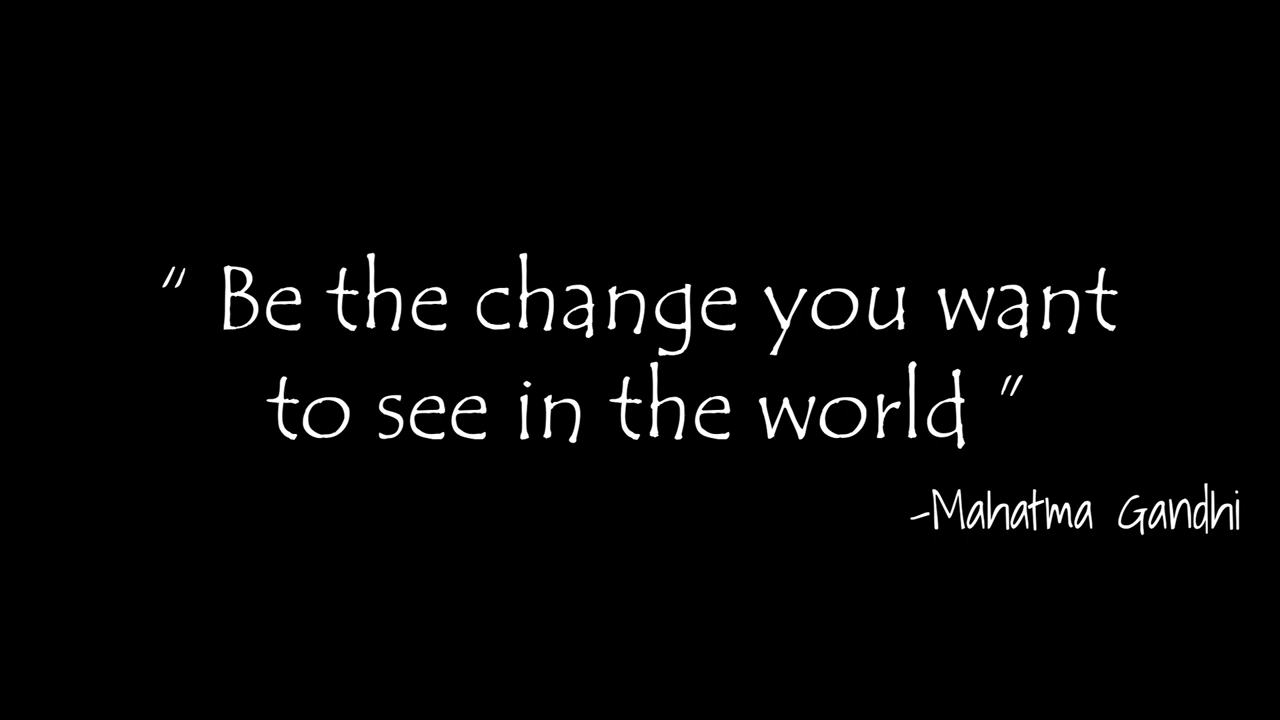 " Be the change you want
to see in the world "
-Mahatma Gandhi